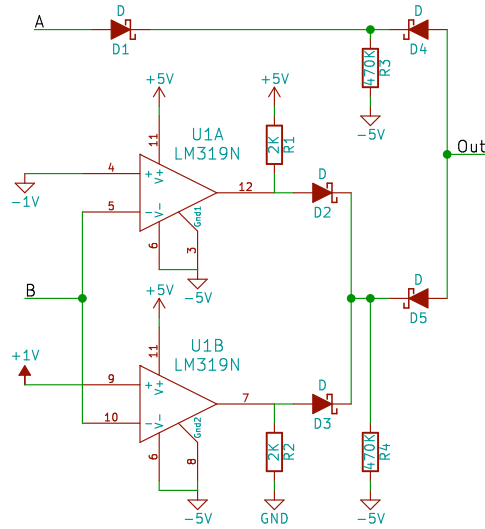 A
D
D1
D
D4
470K
R3
-5V
+5V
+5V
11
U1A
LM319N
2K
R1
Out
4
+
V+
-1V
5
-
V-
12
D
D2
Gnd1
6
3
-5V
B
+5V
D
D5
11
U1B
LM319N
+1V
9
+
V+
10
-
V-
7
D
D3
Gnd2
6
8
2K
R2
470K
R4
-5V
GND
-5V